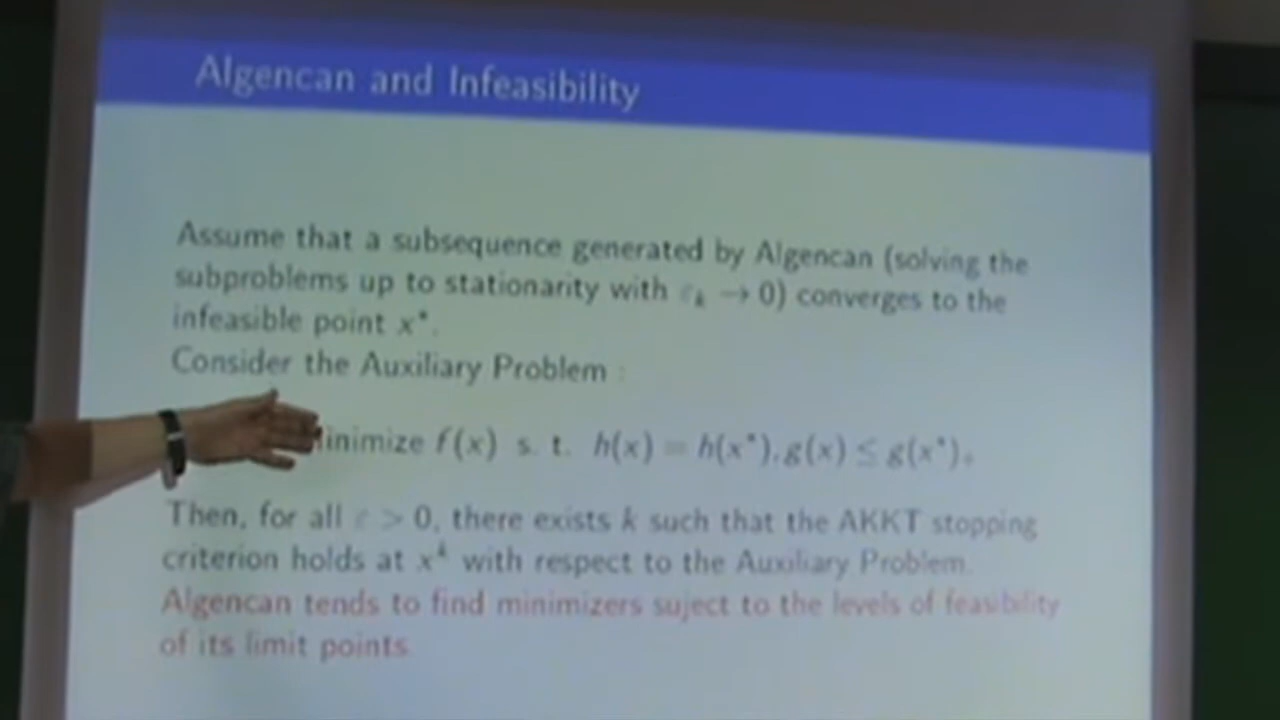 Algencan and Infeasibility
Assume that a subsequence generated by Algencan (solving the
subproblems up to stationarity with εₖ → 0) converges to the
infeasible point x*.
Consider the Auxiliary Problem :
inimize f(x) s. t. h(x) = h(x*), g(x) ≤ g(x*)₊
Then, for all ε > 0, there exists k such that the AKKT stopping
criterion holds at xᵏ with respect to the Auxiliary Problem.
Algencan tends to find minimizers suject to the levels of feasibility
of its limit points.